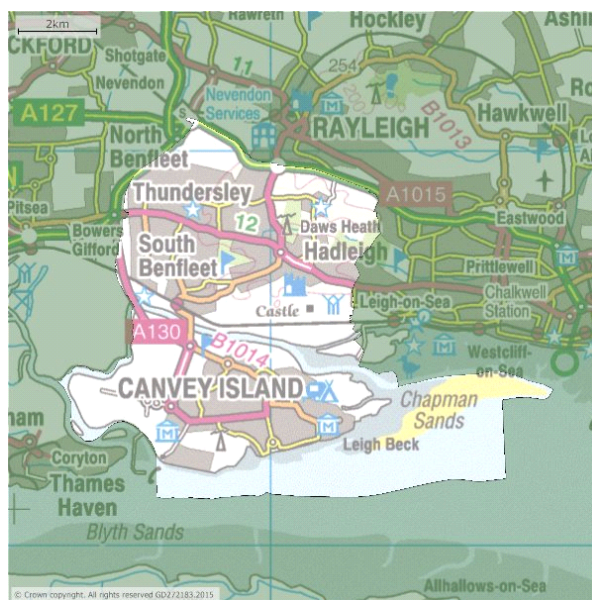 2km
Rawreth
Hockley
Ashi
CKFORD
Shotgate
11
254
Nevendon
Nevendon
Services
B1013
Hawkwell
Ro
A127
RAYLEIGH
North
Benfleet
Thundersley
A1015
Pitsea
12
Eastwood
Bowers
Gifford
Daws Heath
South
Benfleet
Hadleigh
Prittlewell
Castle
Leigh-on-Sea
Chalkwell
Station
A130
B1014
Westcliff
-on-Sea
CANVEY ISLAND
Chapman
Sands
ham
Leigh Beck
Coryton
Thames
Haven
Blyth Sands
Allhallows-on-Sea
© Crown copyright. All rights reserved GD272183.2015